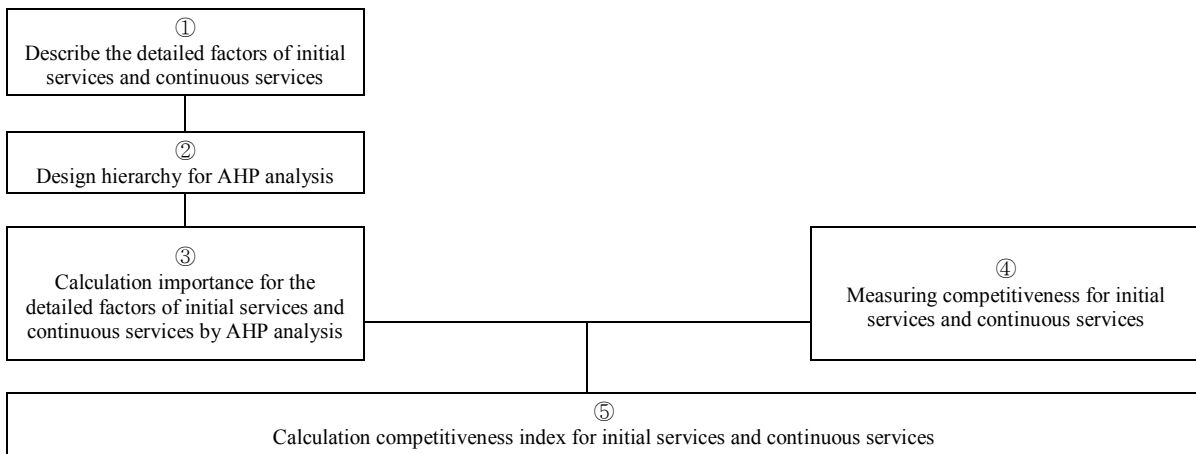 ①
Describe the detailed factors of initial
services and continuous services
②
Design hierarchy for AHP analysis
③
Calculation importance for the
detailed factors of initial services and
continuous services by AHP analysis
④
Measuring competitiveness for initial
services and continuous services
⑤
Calculation competitiveness index for initial services and continuous services